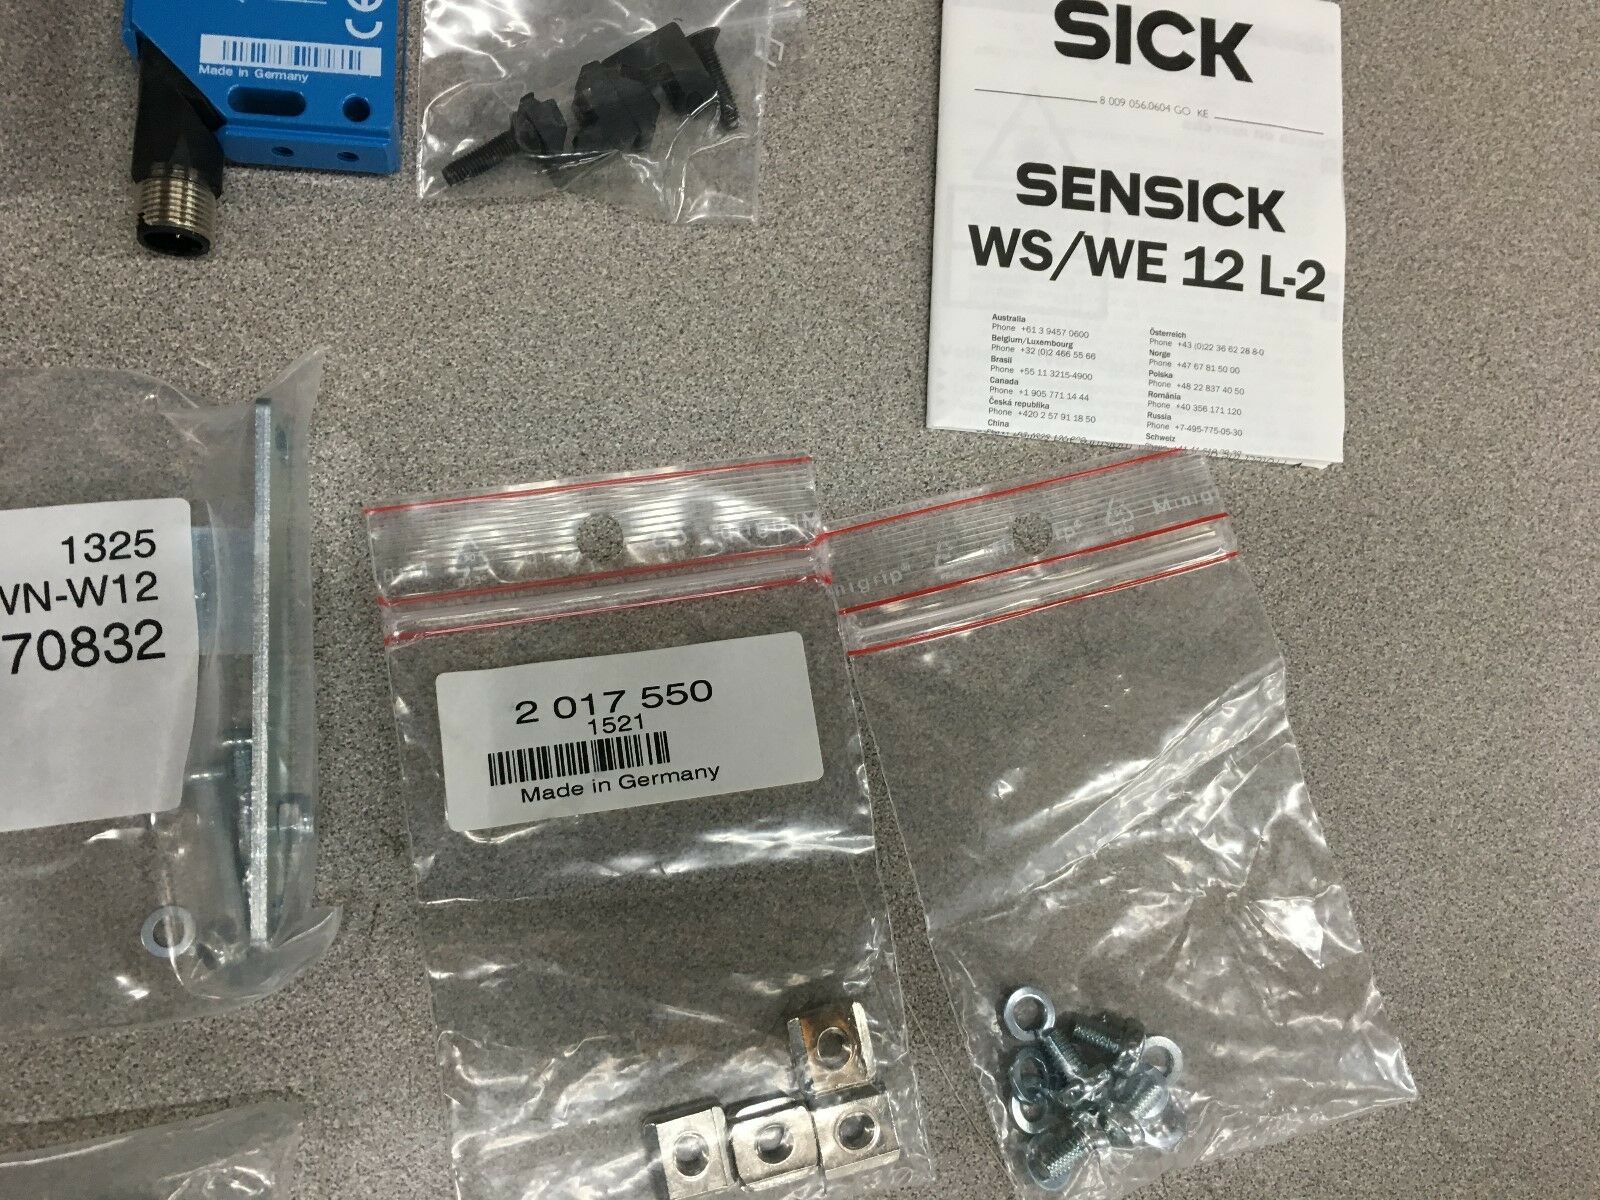 CE
Made in Germany
SICK
8 009 056.0604 GO KE
SENSICK
WS/WE 12 L-2
Australia
Phone +61 3 9457 0600
Belgium/Luxembourg
Phone +32 (0)2 466 55 66
Brasil
Phone +55 11 3215-4900
Canada
Phone +1 905 771 14 44
Česká republika
Phone +420 2 57 91 18 50
China
Österreich
Phone +43 (0)22 36 62 28 8-0
Norge
Phone +47 67 81 50 00
Polska
Phone +48 22 837 40 50
România
Phone +40 356 171 120
Russia
Phone +7-495-775-05-30
Schweiz
1325
WN-W12
70832
2 017 550
1521
Made in Germany
nigrip®
Minigr